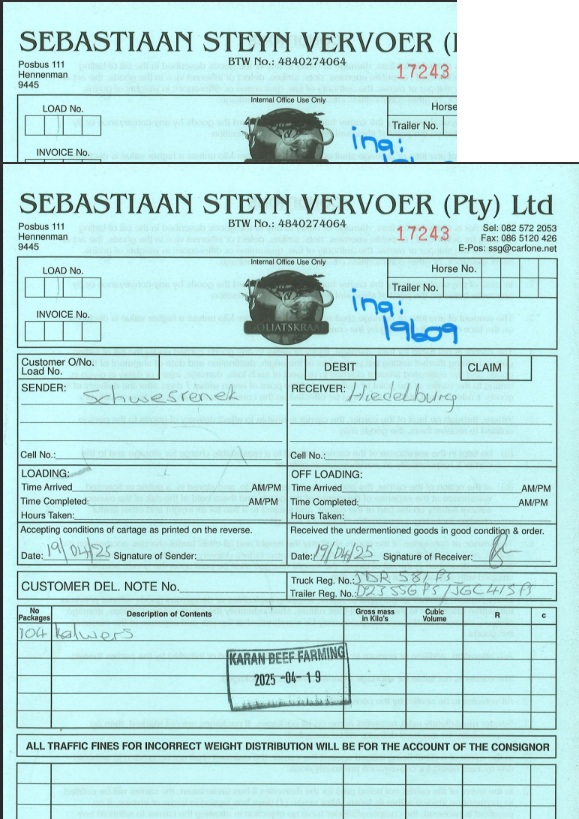 SEBASTIAAN STEYN VERVOER (
Posbus 111
Hennenman
9445
BTW No.: 4840274064
17243
LOAD No.
Internal Office Use Only
Horse
Trailer No.
inq:
INVOICE No.
SEBASTIAAN STEYN VERVOER (Pty) Ltd
Posbus 111
Hennenman
9445
BTW No.: 4840274064
17243
Sel: 082 572 2053
Fax: 086 5120 426
E-Pos: ssg@carfone.net
LOAD No.
Internal Office Use Only
Horse No.
Trailer No.
INVOICE No.
GOLIATSKRAAL
inq:
19609
Customer O/No.
Load No.
DEBIT
CLAIM
SENDER: Schwesrenek
RECEIVER: Hiedelburg
Cell No.:
Cell No.:
LOADING:
Time Arrived AM/PM
Time Completed: AM/PM
Hours Taken:
OFF LOADING:
Time Arrived AM/PM
Time Completed: AM/PM
Hours Taken:
Accepting conditions of cartage as printed on the reverse.
Date: 19/04/25 Signature of Sender:
Received the undermentioned goods in good condition & order.
Date: 19/04/25 Signature of Receiver:
CUSTOMER DEL. NOTE No.
Truck Reg. No.: JDR 581 FS
Trailer Reg. No.:
No Packages
Description of Contents
Gross mass in Kilo's
Cubic Volume
R
c
104 kalwers
KARAN BEEF FARMING
2025 -04- 19
ALL TRAFFIC FINES FOR INCORRECT WEIGHT DISTRIBUTION WILL BE FOR THE ACCOUNT OF THE CONSIGNOR